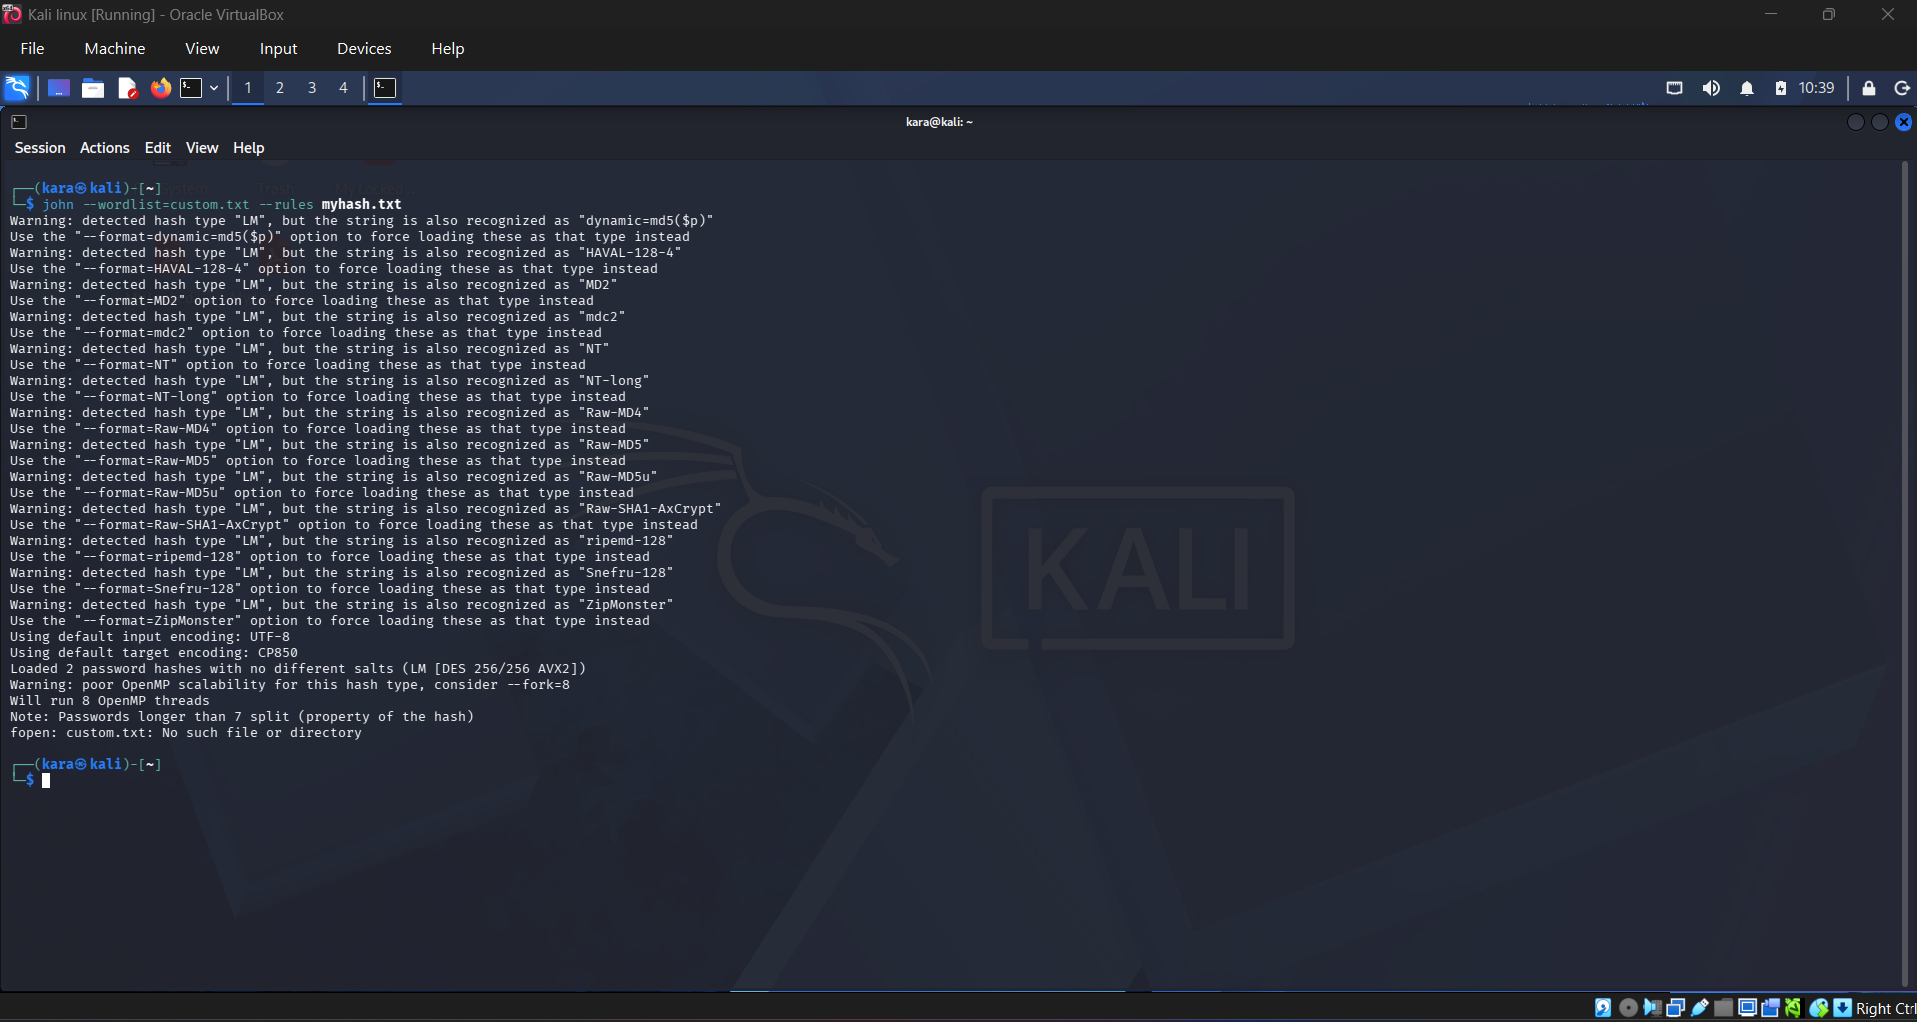 Kali linux [Running] - Oracle VirtualBox
File Machine View Input Devices Help
1 2 3 4 10:39
kara@kali: ~
Session Actions Edit View Help
┌──(kara㉿kali)-[~]
└─$ john --wordlist=custom.txt --rules myhash.txt
Warning: detected hash type "LM", but the string is also recognized as "dynamic=md5($p)"
Use the "--format=dynamic=md5($p)" option to force loading these as that type instead
Warning: detected hash type "LM", but the string is also recognized as "HAVAL-128-4"
Use the "--format=HAVAL-128-4" option to force loading these as that type instead
Warning: detected hash type "LM", but the string is also recognized as "MD2"
Use the "--format=MD2" option to force loading these as that type instead
Warning: detected hash type "LM", but the string is also recognized as "mdc2"
Use the "--format=mdc2" option to force loading these as that type instead
Warning: detected hash type "LM", but the string is also recognized as "NT"
Use the "--format=NT" option to force loading these as that type instead
Warning: detected hash type "LM", but the string is also recognized as "NT-long"
Use the "--format=NT-long" option to force loading these as that type instead
Warning: detected hash type "LM", but the string is also recognized as "Raw-MD4"
Use the "--format=Raw-MD4" option to force loading these as that type instead
Warning: detected hash type "LM", but the string is also recognized as "Raw-MD5"
Use the "--format=Raw-MD5" option to force loading these as that type instead
Warning: detected hash type "LM", but the string is also recognized as "Raw-MD5u"
Use the "--format=Raw-MD5u" option to force loading these as that type instead
Warning: detected hash type "LM", but the string is also recognized as "Raw-SHA1-AxCrypt"
Use the "--format=Raw-SHA1-AxCrypt" option to force loading these as that type instead
Warning: detected hash type "LM", but the string is also recognized as "ripemd-128"
Use the "--format=ripemd-128" option to force loading these as that type instead
Warning: detected hash type "LM", but the string is also recognized as "Snefru-128"
Use the "--format=Snefru-128" option to force loading these as that type instead
Warning: detected hash type "LM", but the string is also recognized as "ZipMonster"
Use the "--format=ZipMonster" option to force loading these as that type instead
Using default input encoding: UTF-8
Using default target encoding: CP850
Loaded 2 password hashes with no different salts (LM [DES 256/256 AVX2])
Warning: poor OpenMP scalability for this hash type, consider --fork=8
Will run 8 OpenMP threads
Note: Passwords longer than 7 split (property of the hash)
fopen: custom.txt: No such file or directory
┌──(kara㉿kali)-[~]
└─$
KALI
Right Ctrl